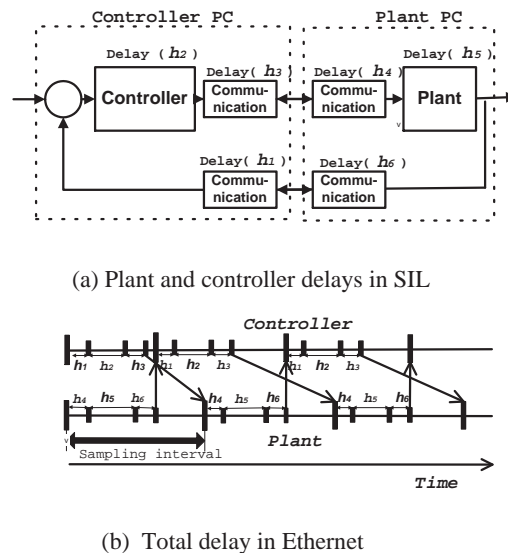 Controller PC
Plant PC
Delay ( h2)
Delay( h3)
Delay( h4)
Delay( h5)
Controller
Commu-
nication
Commu-
nication
Plant
v
Delay( h1)
Delay( h6)
Commu-
nication
Commu-
nication
(a) Plant and controller delays in SIL
Controller
h1 h2 h3 h1 h2 h3 h1 h2 h3
h4 h5 h6 h4 h5 h6 h4 h5 h6
v
Plant
Sampling interval
Time
(b) Total delay in Ethernet